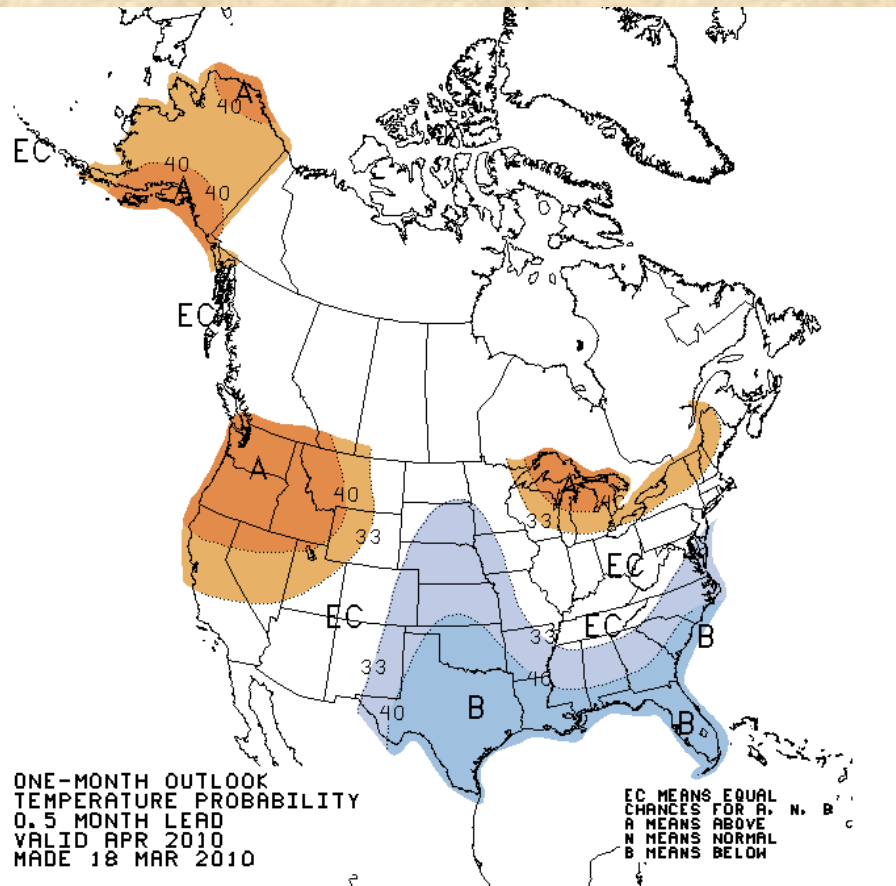 A
40
EC
40
A
40
EC
A
40
33
A
40
33
EC
EC
EC
33
33
B
40
40
B
B
ONE-MONTH OUTLOOK
TEMPERATURE PROBABILITY
0.5 MONTH LEAD
VALID APR 2010
MADE 18 MAR 2010
EC MEANS EQUAL
CHANCES FOR A, N, B
A MEANS ABOVE
N MEANS NORMAL
B MEANS BELOW